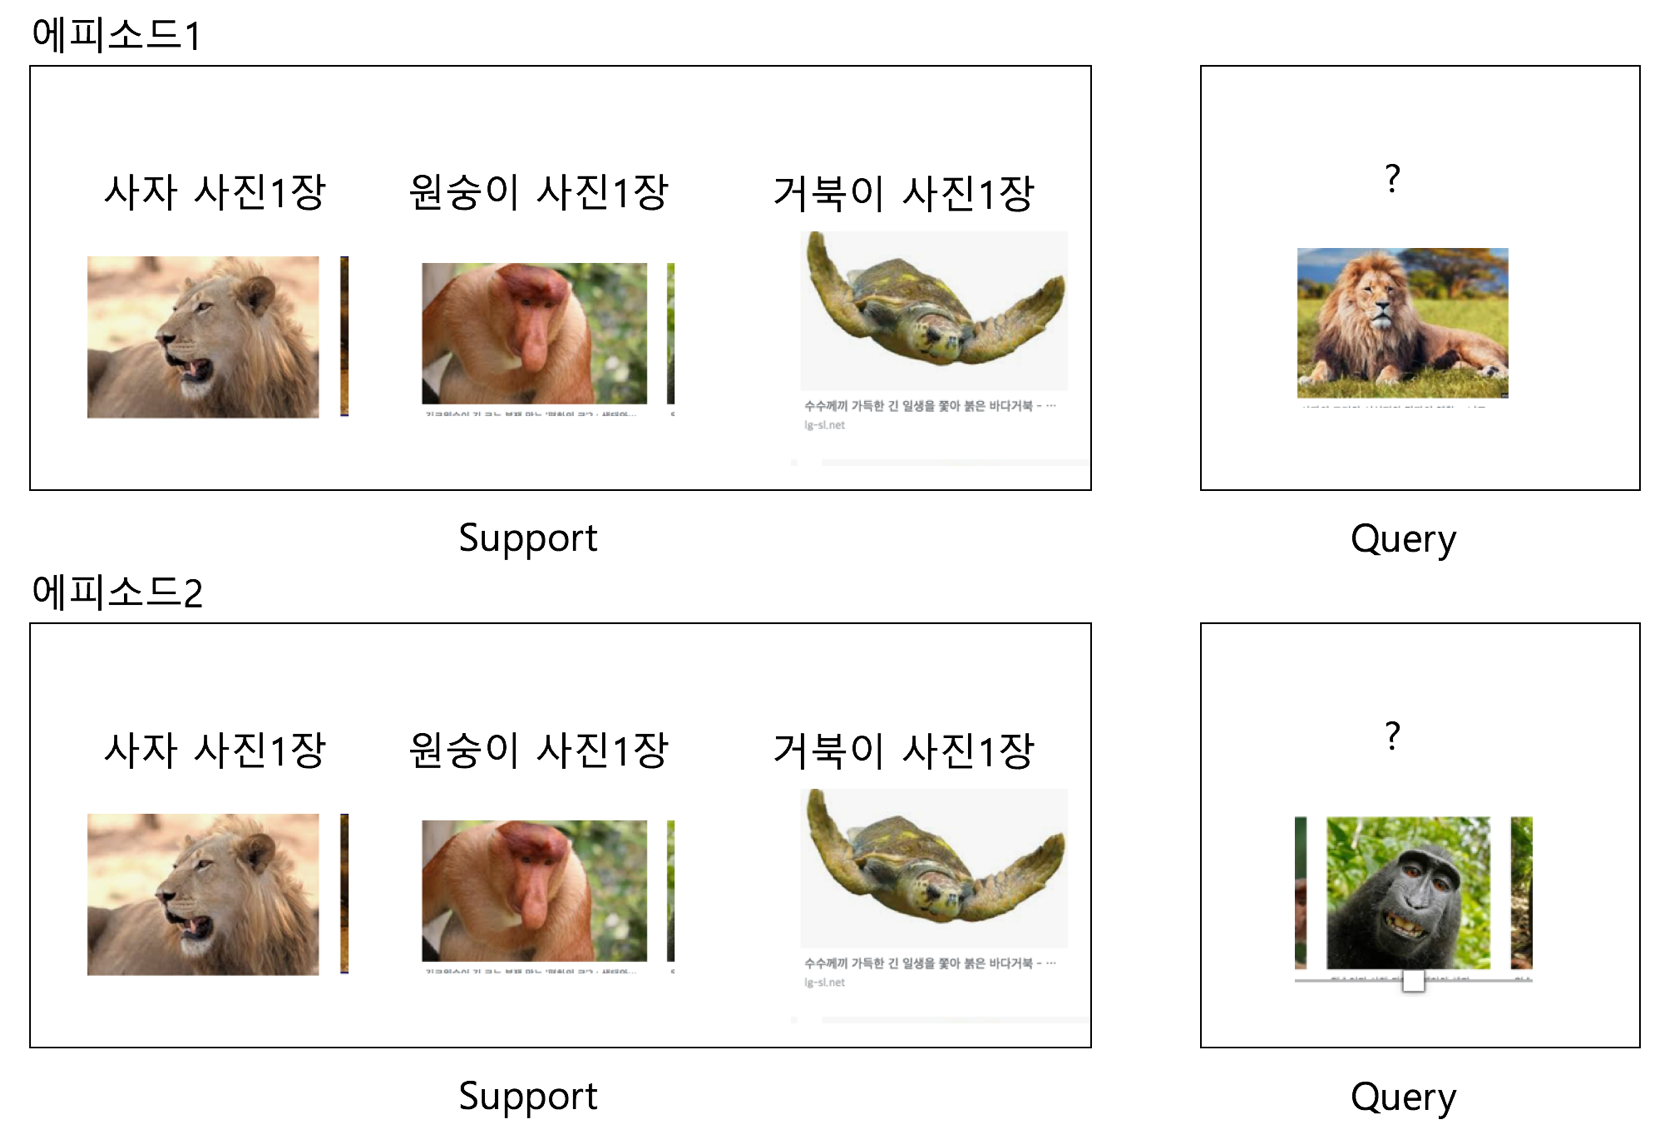 에피소드1
사자 사진1장
원숭이 사진1장
거북이 사진1장
?
수수께끼 가득한 긴 일생을 쫓아 붉은 바다거북 - ...
lg-sl.net
Support
Query
에피소드2
사자 사진1장
원숭이 사진1장
거북이 사진1장
?
수수께끼 가득한 긴 일생을 쫓아 붉은 바다거북 - ...
lg-sl.net
Support
Query